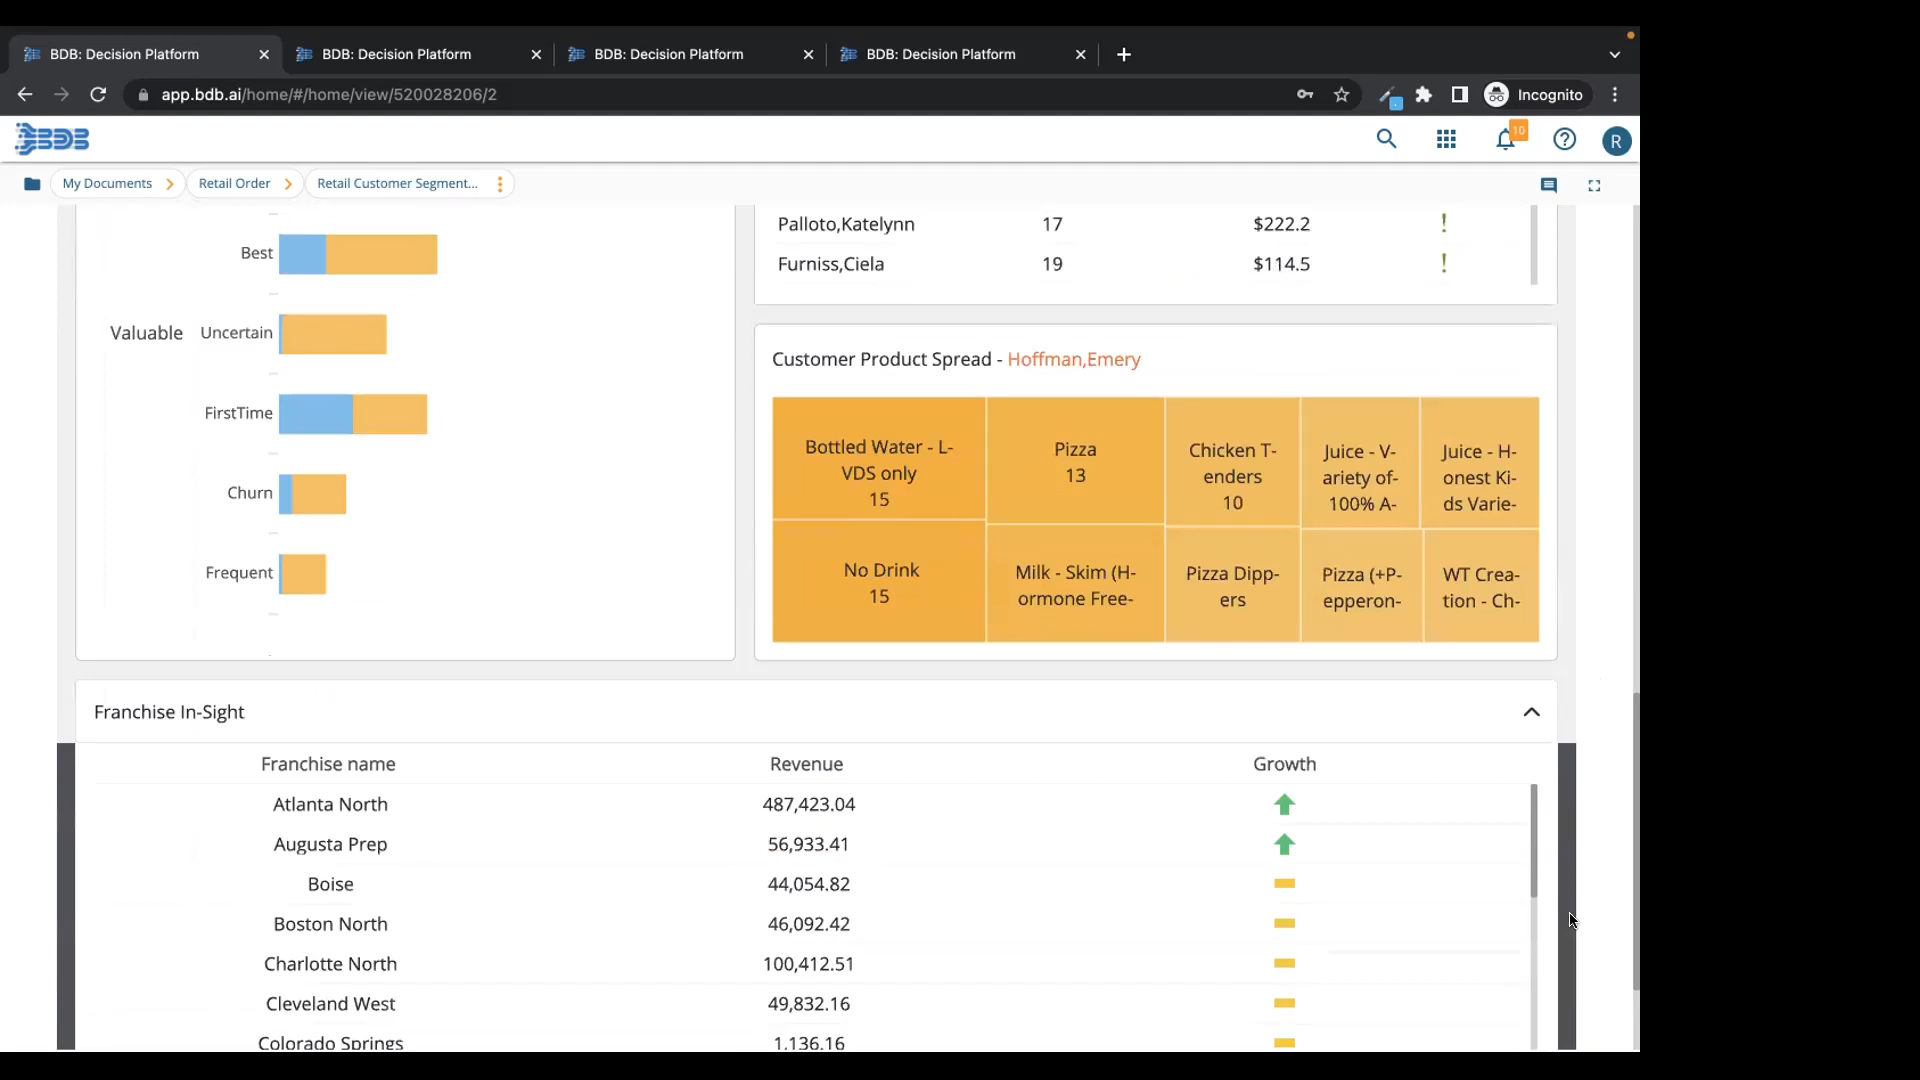 BDB: Decision Platform
BDB: Decision Platform
BDB: Decision Platform
BDB: Decision Platform
app.bdb.ai/home/#/home/view/520028206/2
Incognito
BDB
10
R
My Documents
Retail Order
Retail Customer Segment...
Best
Valuable
Uncertain
FirstTime
Churn
Frequent
Palloto,Katelynn 17 $222.2 !
Furniss,Ciela 19 $114.5 !
Customer Product Spread - Hoffman,Emery
Bottled Water - L-
VDS only
15
Pizza
13
Chicken T-
enders
10
Juice - V-
ariety of-
100% A-
Juice - H-
onest Ki-
ds Varie-
No Drink
15
Milk - Skim (H-
ormone Free-
Pizza Dipp-
ers
Pizza (+P-
epperon-
WT Crea-
tion - Ch-
Franchise In-Sight
Franchise name Revenue Growth
Atlanta North 487,423.04
Augusta Prep 56,933.41
Boise 44,054.82
Boston North 46,092.42
Charlotte North 100,412.51
Cleveland West 49,832.16
Colorado Springs 1,136.16